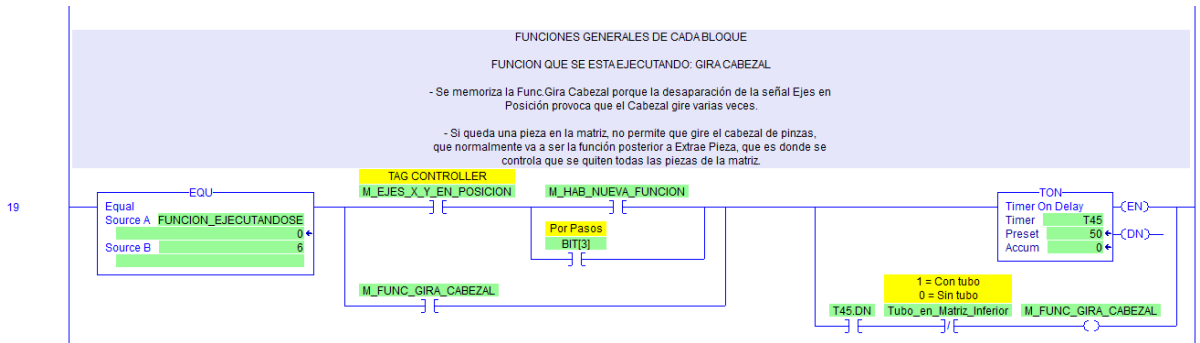 FUNCIONES GENERALES DE CADA BLOQUE
FUNCION QUE SE ESTA EJECUTANDO: GIRA CABEZAL
- Se memoriza la Func.Gira Cabezal porque la desaparación de la señal Ejes en
Posición provoca que el Cabezal gire varias veces.
- Si queda una pieza en la matriz, no permite que gire el cabezal de pinzas,
que normalmente va a ser la función posterior a Extrae Pieza, que es donde se
controla que se quiten todas las piezas de la matriz.
19
EQU
Equal
Source A FUNCION_EJECUTANDOSE
0
Source B 6
TAG CONTROLLER
M_EJES_X_Y_EN_POSICION
M_HAB_NUEVA_FUNCION
Por Pasos
BIT[3]
M_FUNC_GIRA_CABEZAL
TON
Timer On Delay
Timer T45
Preset 50
Accum 0
EN
DN
T45.DN
1 = Con tubo
0 = Sin tubo
Tubo_en_Matriz_Inferior
M_FUNC_GIRA_CABEZAL